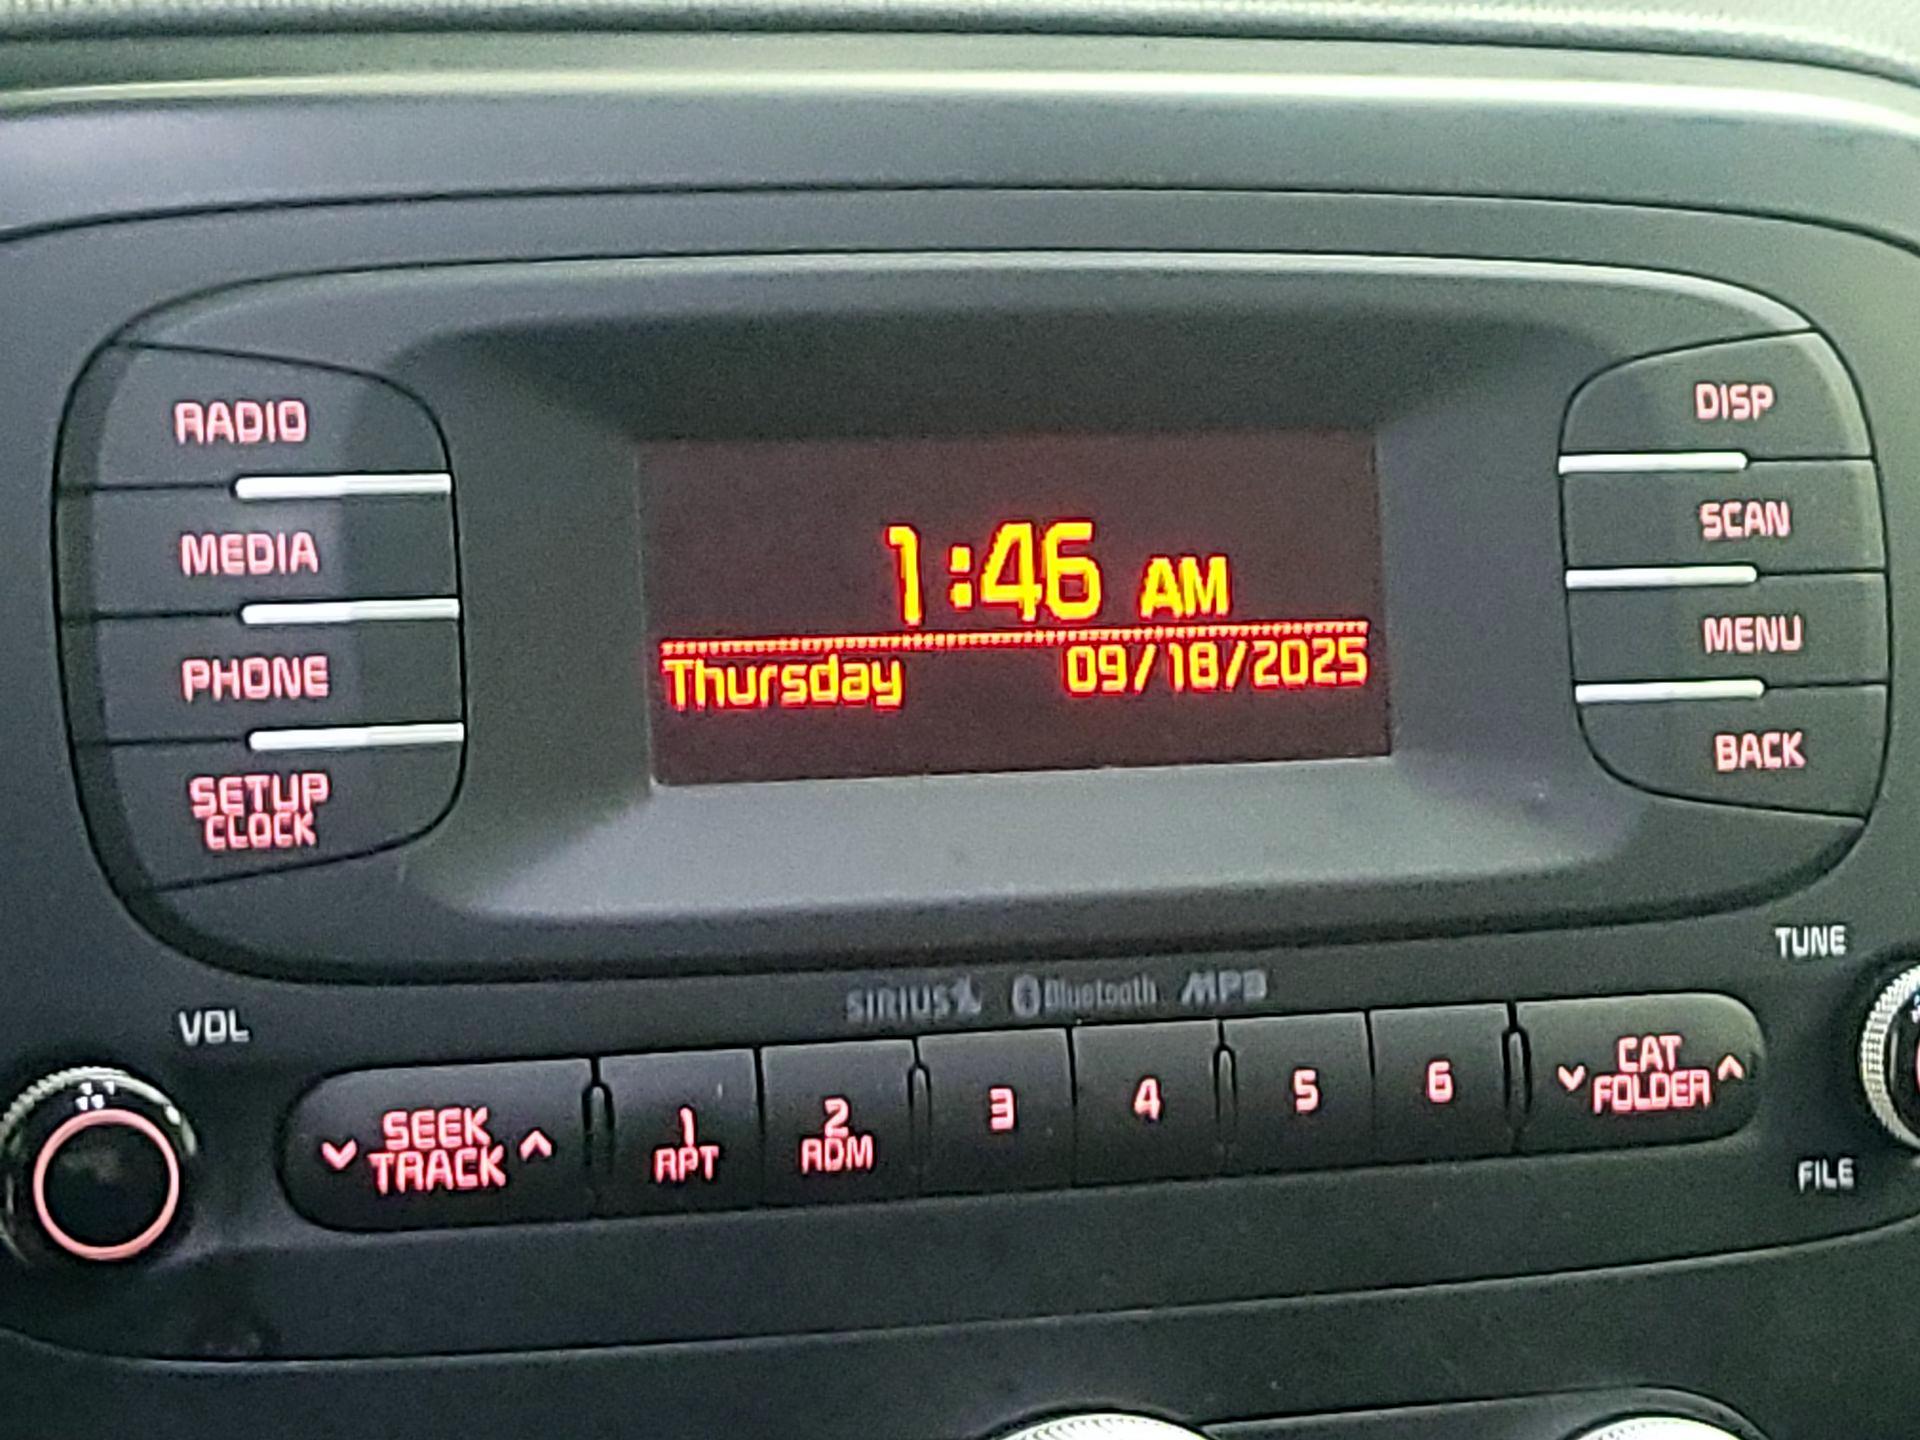 RADIO
MEDIA
PHONE
SETUP
CLOCK
1:46 AM
Thursday 09/18/2025
DISP
SCAN
MENU
BACK
SIRIUS Bluetooth MP3
VOL
TUNE
SEEK
TRACK
1
RPT
2
RDM
3
4
5
6
CAT
FOLDER
FILE